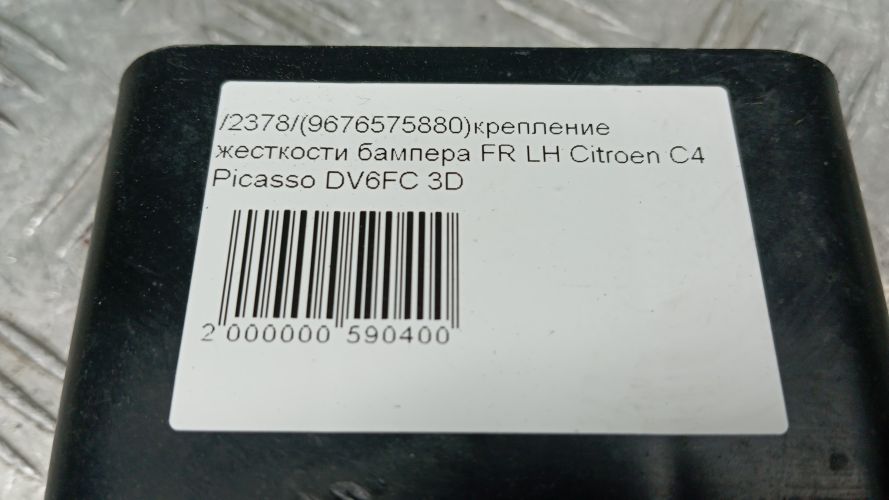 /2378/(9676575880)крепление
жесткости бампера FR LH Citroen C4
Picasso DV6FC 3D
2 000000 590400